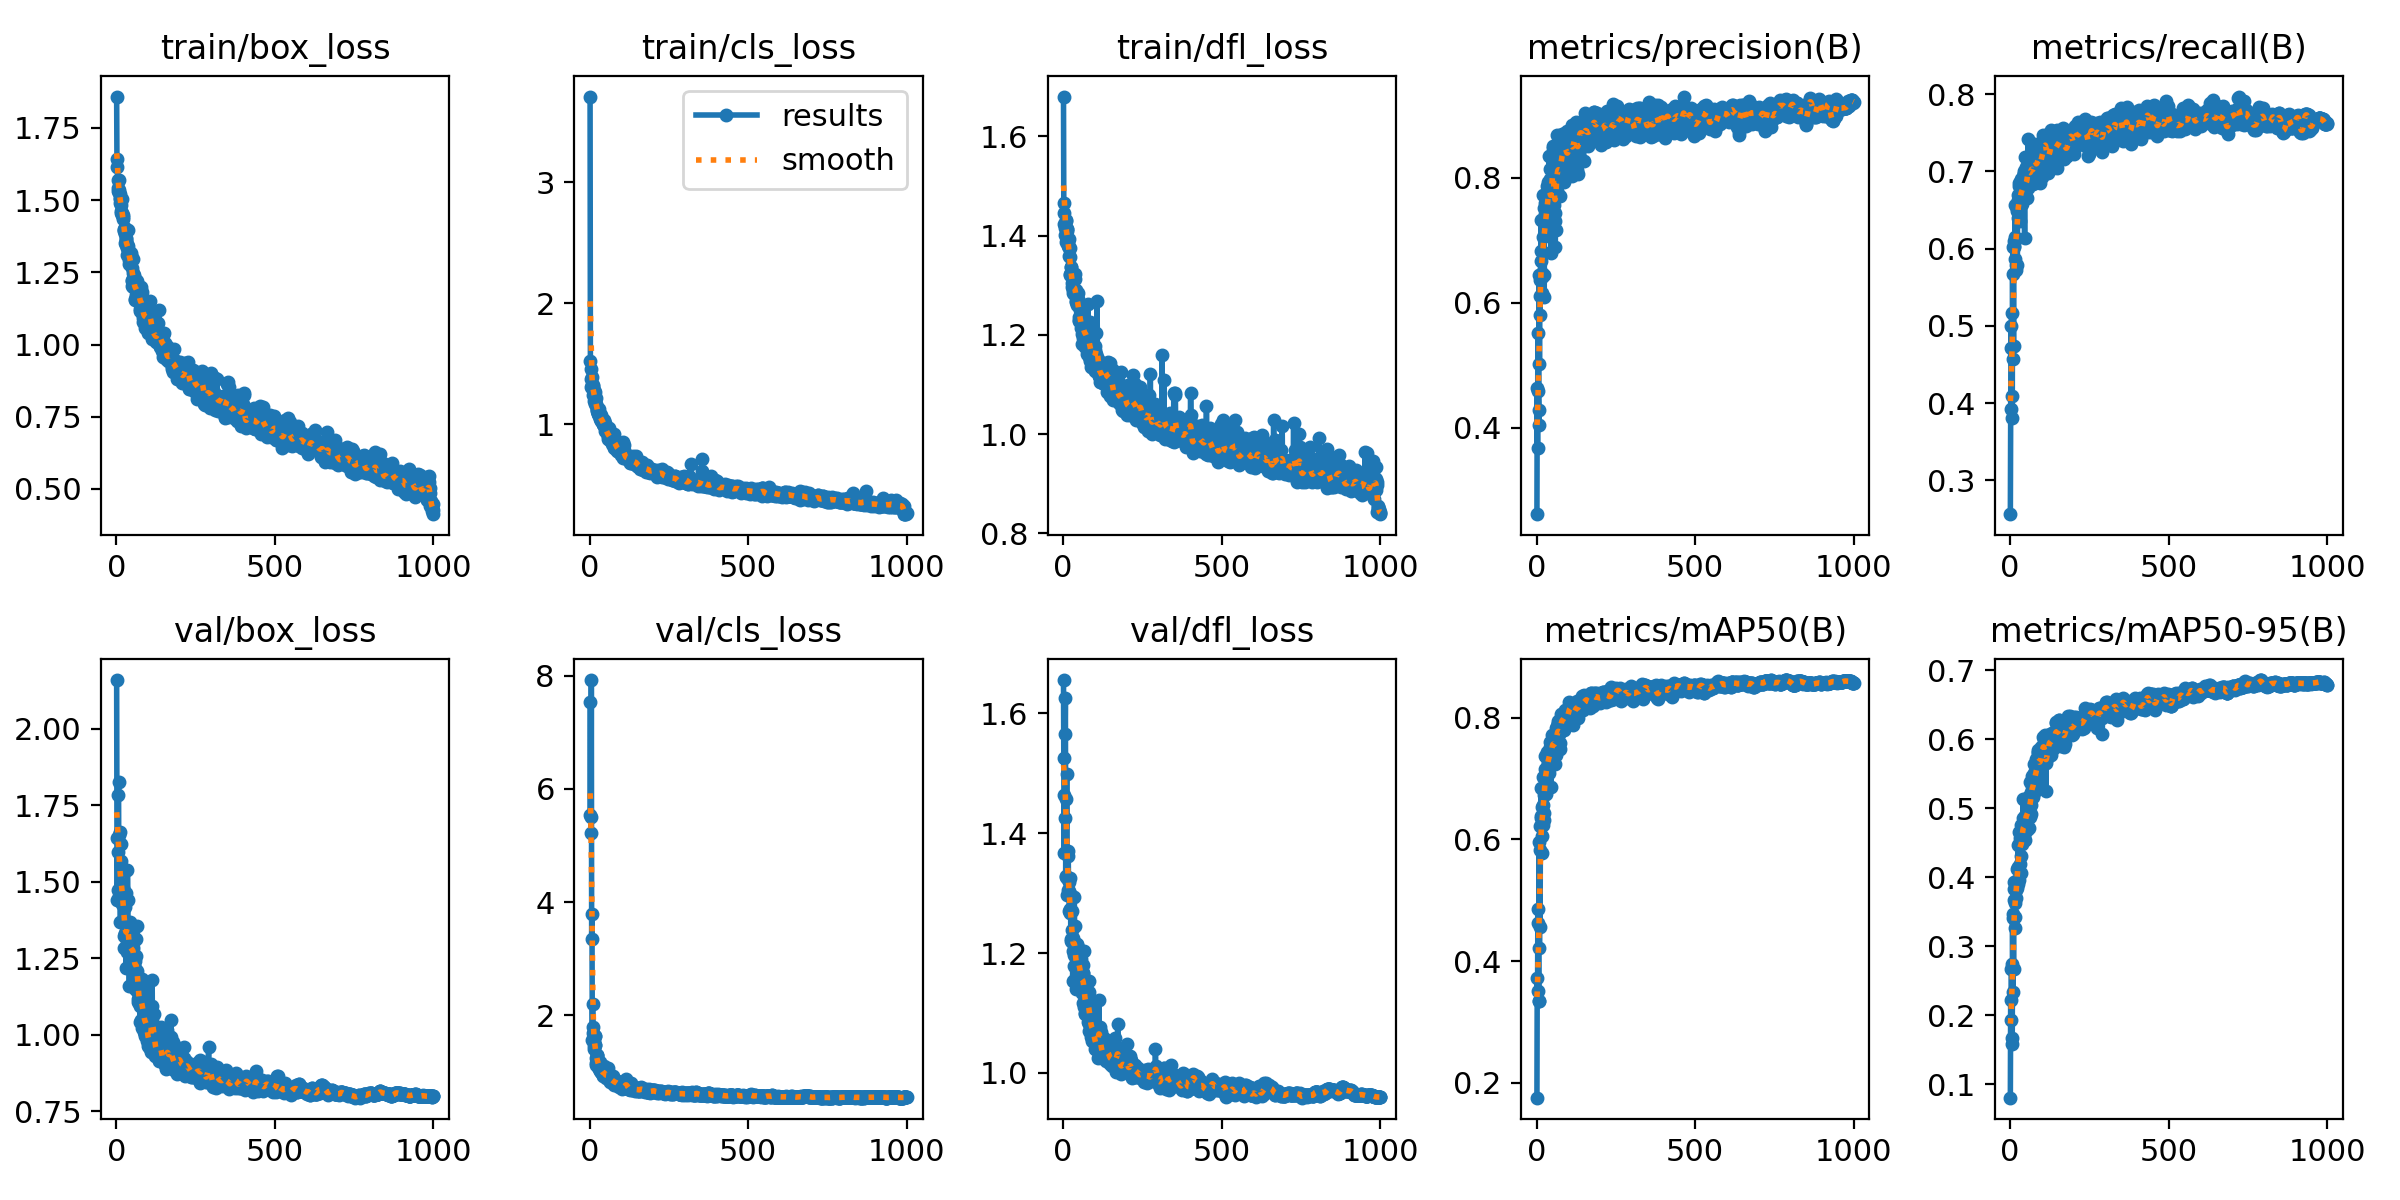 train/box_loss
1.75
1.50
1.25
1.00
0.75
0.50
0 500 1000
train/cls_loss
results
smooth
3
2
1
0 500 1000
train/dfl_loss
1.6
1.4
1.2
1.0
0.8
0 500 1000
metrics/precision(B)
0.8
0.6
0.4
0 500 1000
metrics/recall(B)
0.8
0.7
0.6
0.5
0.4
0.3
0 500 1000
val/box_loss
2.00
1.75
1.50
1.25
1.00
0.75
0 500 1000
val/cls_loss
8
6
4
2
0 500 1000
val/dfl_loss
1.6
1.4
1.2
1.0
0 500 1000
metrics/mAP50(B)
0.8
0.6
0.4
0.2
0 500 1000
metrics/mAP50-95(B)
0.7
0.6
0.5
0.4
0.3
0.2
0.1
0 500 1000